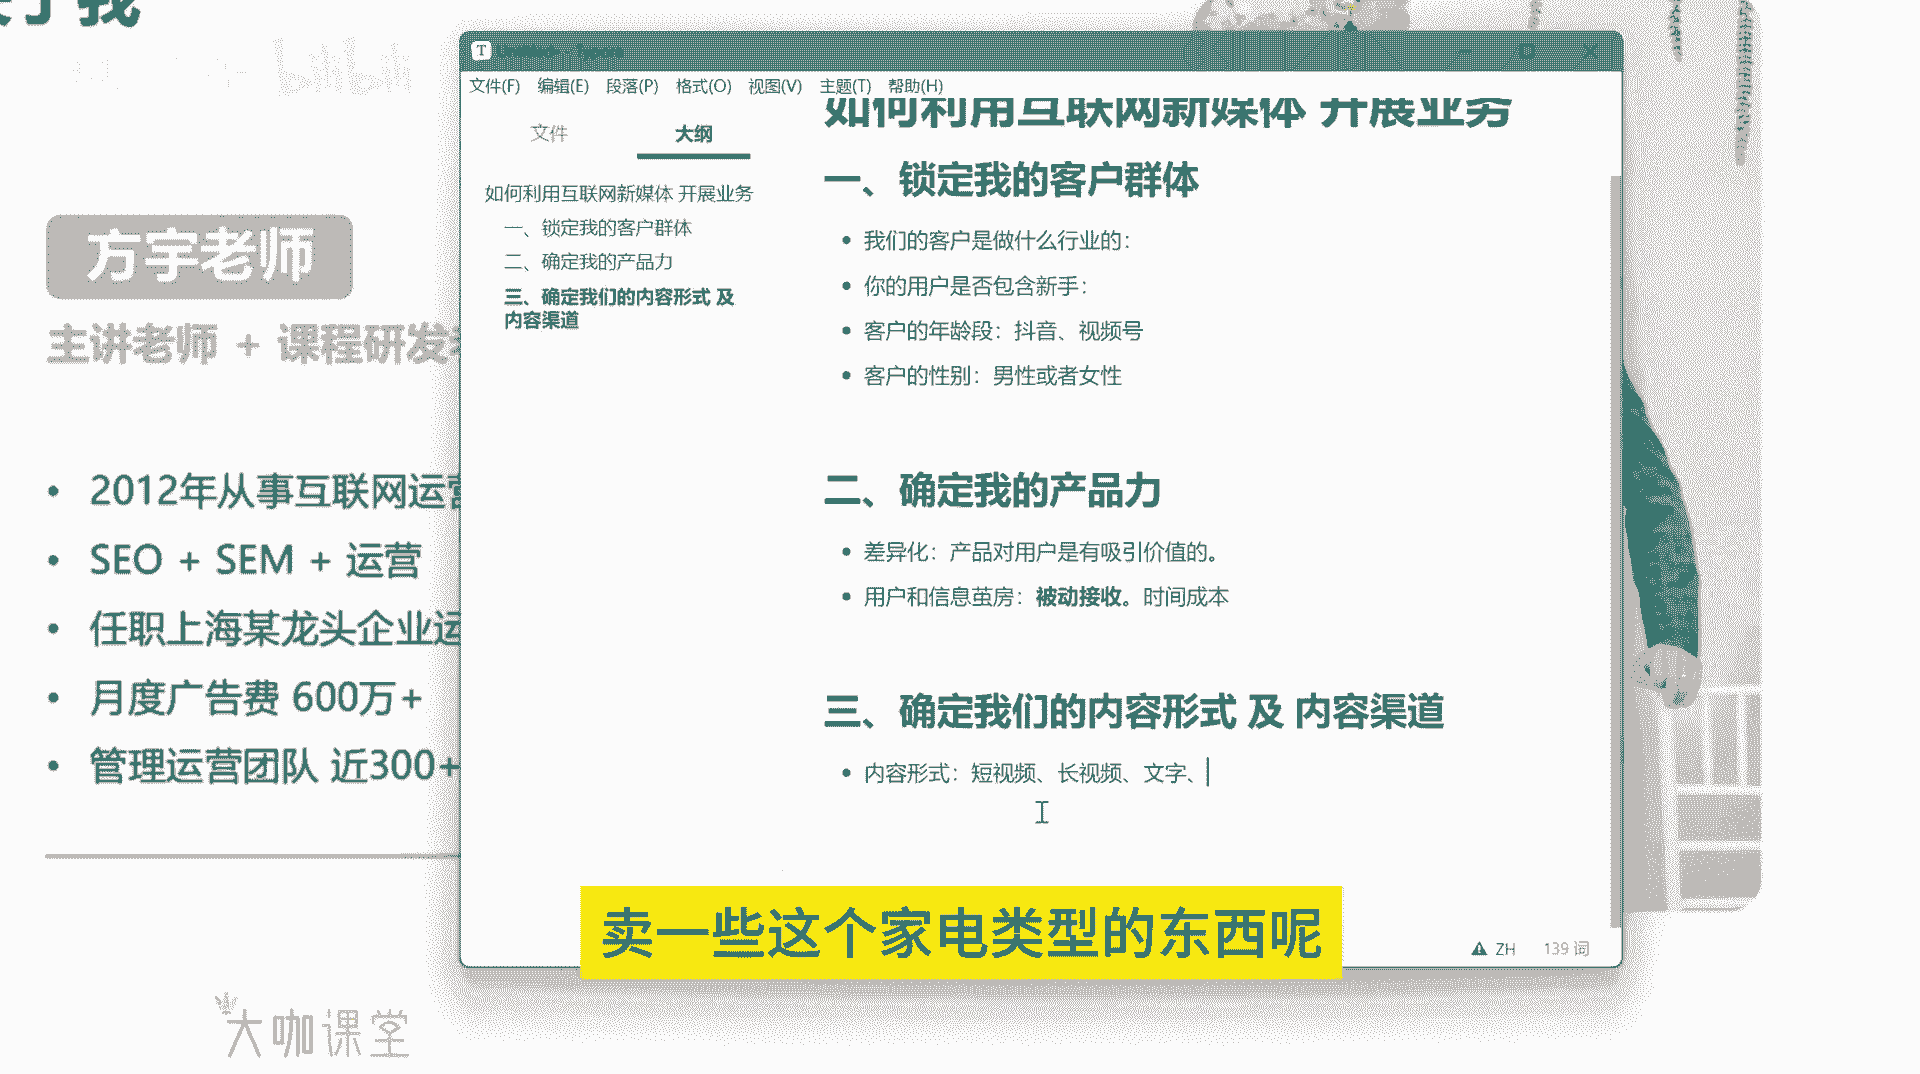 bilibili
方宇老师
主讲老师 + 课程研发
• 2012年从事互联网运营
• SEO + SEM + 运营
• 任职上海某龙头企业运
• 月度广告费 600万+
• 管理运营团队 近300+
大咖课堂
文件(F) 编辑(E) 段落(P) 格式(O) 视图(V) 主题(T) 帮助(H)
文件 大纲
如何利用互联网新媒体 开展业务
一、锁定我的客户群体
二、确定我的产品力
三、确定我们的内容形式 及
内容渠道
如何利用互联网新媒体 开展业务
一、锁定我的客户群体
• 我们的客户是做什么行业的：
• 你的用户是否包含新手：
• 客户的年龄段：抖音、视频号
• 客户的性别：男性或者女性
二、确定我的产品力
• 差异化：产品对用户是有吸引价值的。
• 用户和信息茧房：被动接收。时间成本
三、确定我们的内容形式 及 内容渠道
• 内容形式：短视频、长视频、文字、
卖一些这个家电类型的东西呢
ZH 139 词